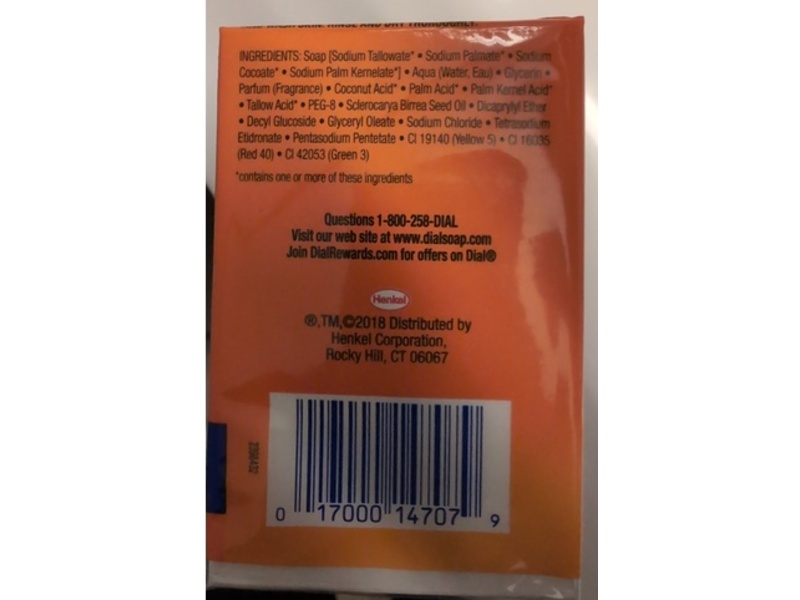 RINSE AND DRY THOROUGHLY.
INGREDIENTS: Soap [Sodium Tallowate* • Sodium Palmate* • Sodium
Cocoate* • Sodium Palm Kernelate*] • Aqua (Water, Eau) • Glycerin •
Parfum (Fragrance) • Coconut Acid* • Palm Acid* • Palm Kernel Acid*
• Tallow Acid* • PEG-8 • Sclerocarya Birrea Seed Oil • Dicaprylyl Ether
• Decyl Glucoside • Glyceryl Oleate • Sodium Chloride • Tetrasodium
Etidronate • Pentasodium Pentetate • CI 19140 (Yellow 5) • CI 16035
(Red 40) • CI 42053 (Green 3)
*contains one or more of these ingredients
Questions 1-800-258-DIAL
Visit our web site at www.dialsoap.com
Join DialRewards.com for offers on Dial®
Henkel
®,TM,©2018 Distributed by
Henkel Corporation,
Rocky Hill, CT 06067
0 17000 14707 9